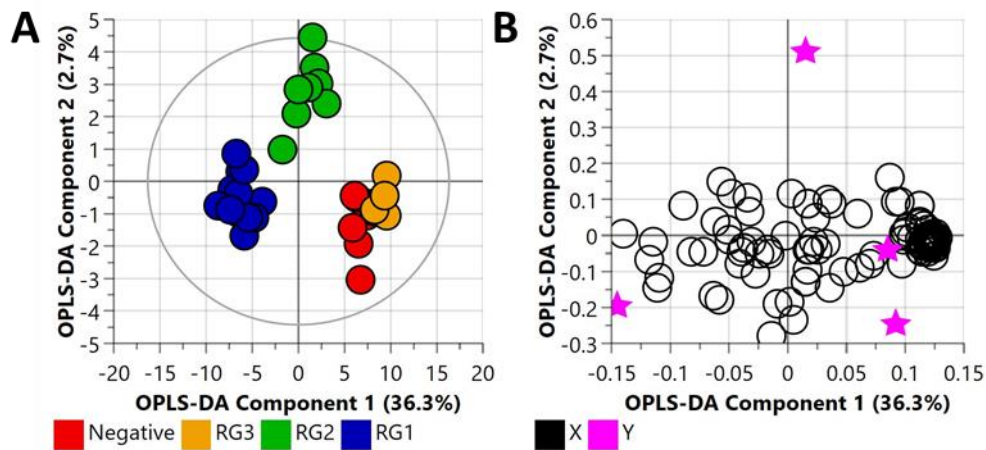 A
OPLS-DA Component 2 (2.7%)
5
4
3
2
1
0
-1
-2
-3
-4
-5
-20 -15 -10 -5 0 5 10 15 20
OPLS-DA Component 1 (36.3%)
Negative RG3 RG2 RG1
B
OPLS-DA Component 2 (2.7%)
0.6
0.5
0.4
0.3
0.2
0.1
0
-0.1
-0.2
-0.3
-0.15 -0.1 -0.05 0 0.05 0.1 0.15
OPLS-DA Component 1 (36.3%)
X Y